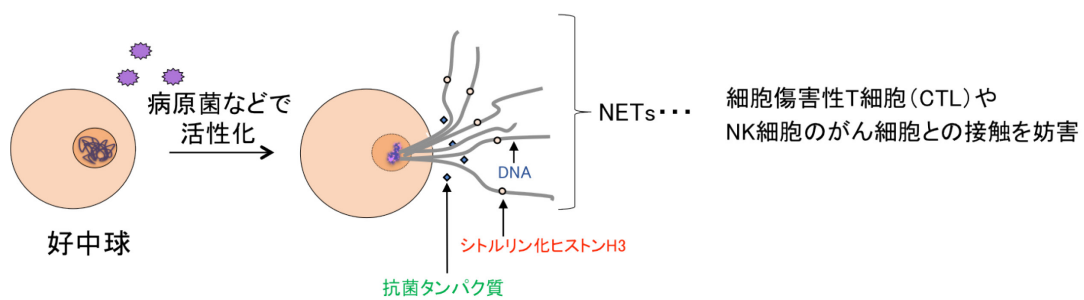 病原菌などで
活性化
好中球
NETs･･･
細胞傷害性T細胞（CTL）や
NK細胞のがん細胞との接触を妨害
DNA
シトルリン化ヒストンH3
抗菌タンパク質